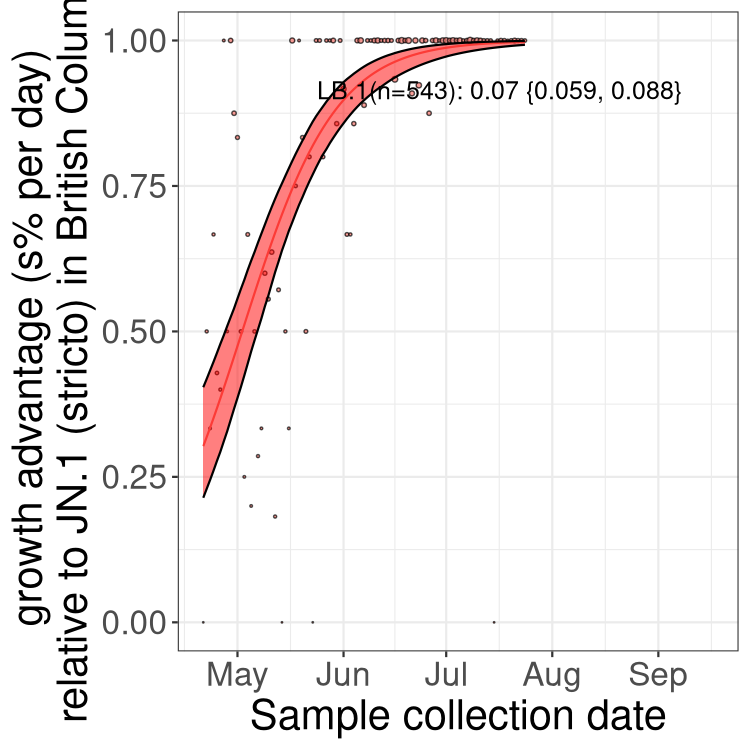 growth advantage (s% per day)
relative to JN.1 (stricto) in British Colum
1.00
0.75
0.50
0.25
0.00
LB.1(n=543): 0.07 {0.059, 0.088}
May Jun Jul Aug Sep
Sample collection date